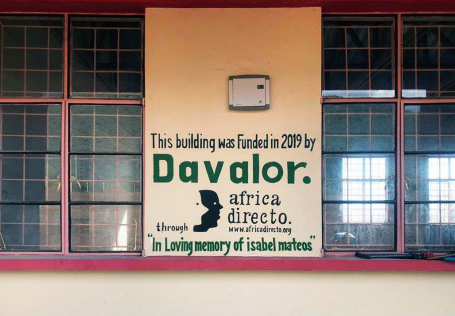 This building was Funded in 2019 by
Davalor.
africa
directo.
through www.africadirecto.org
"In Loving memory of isabel mateos"